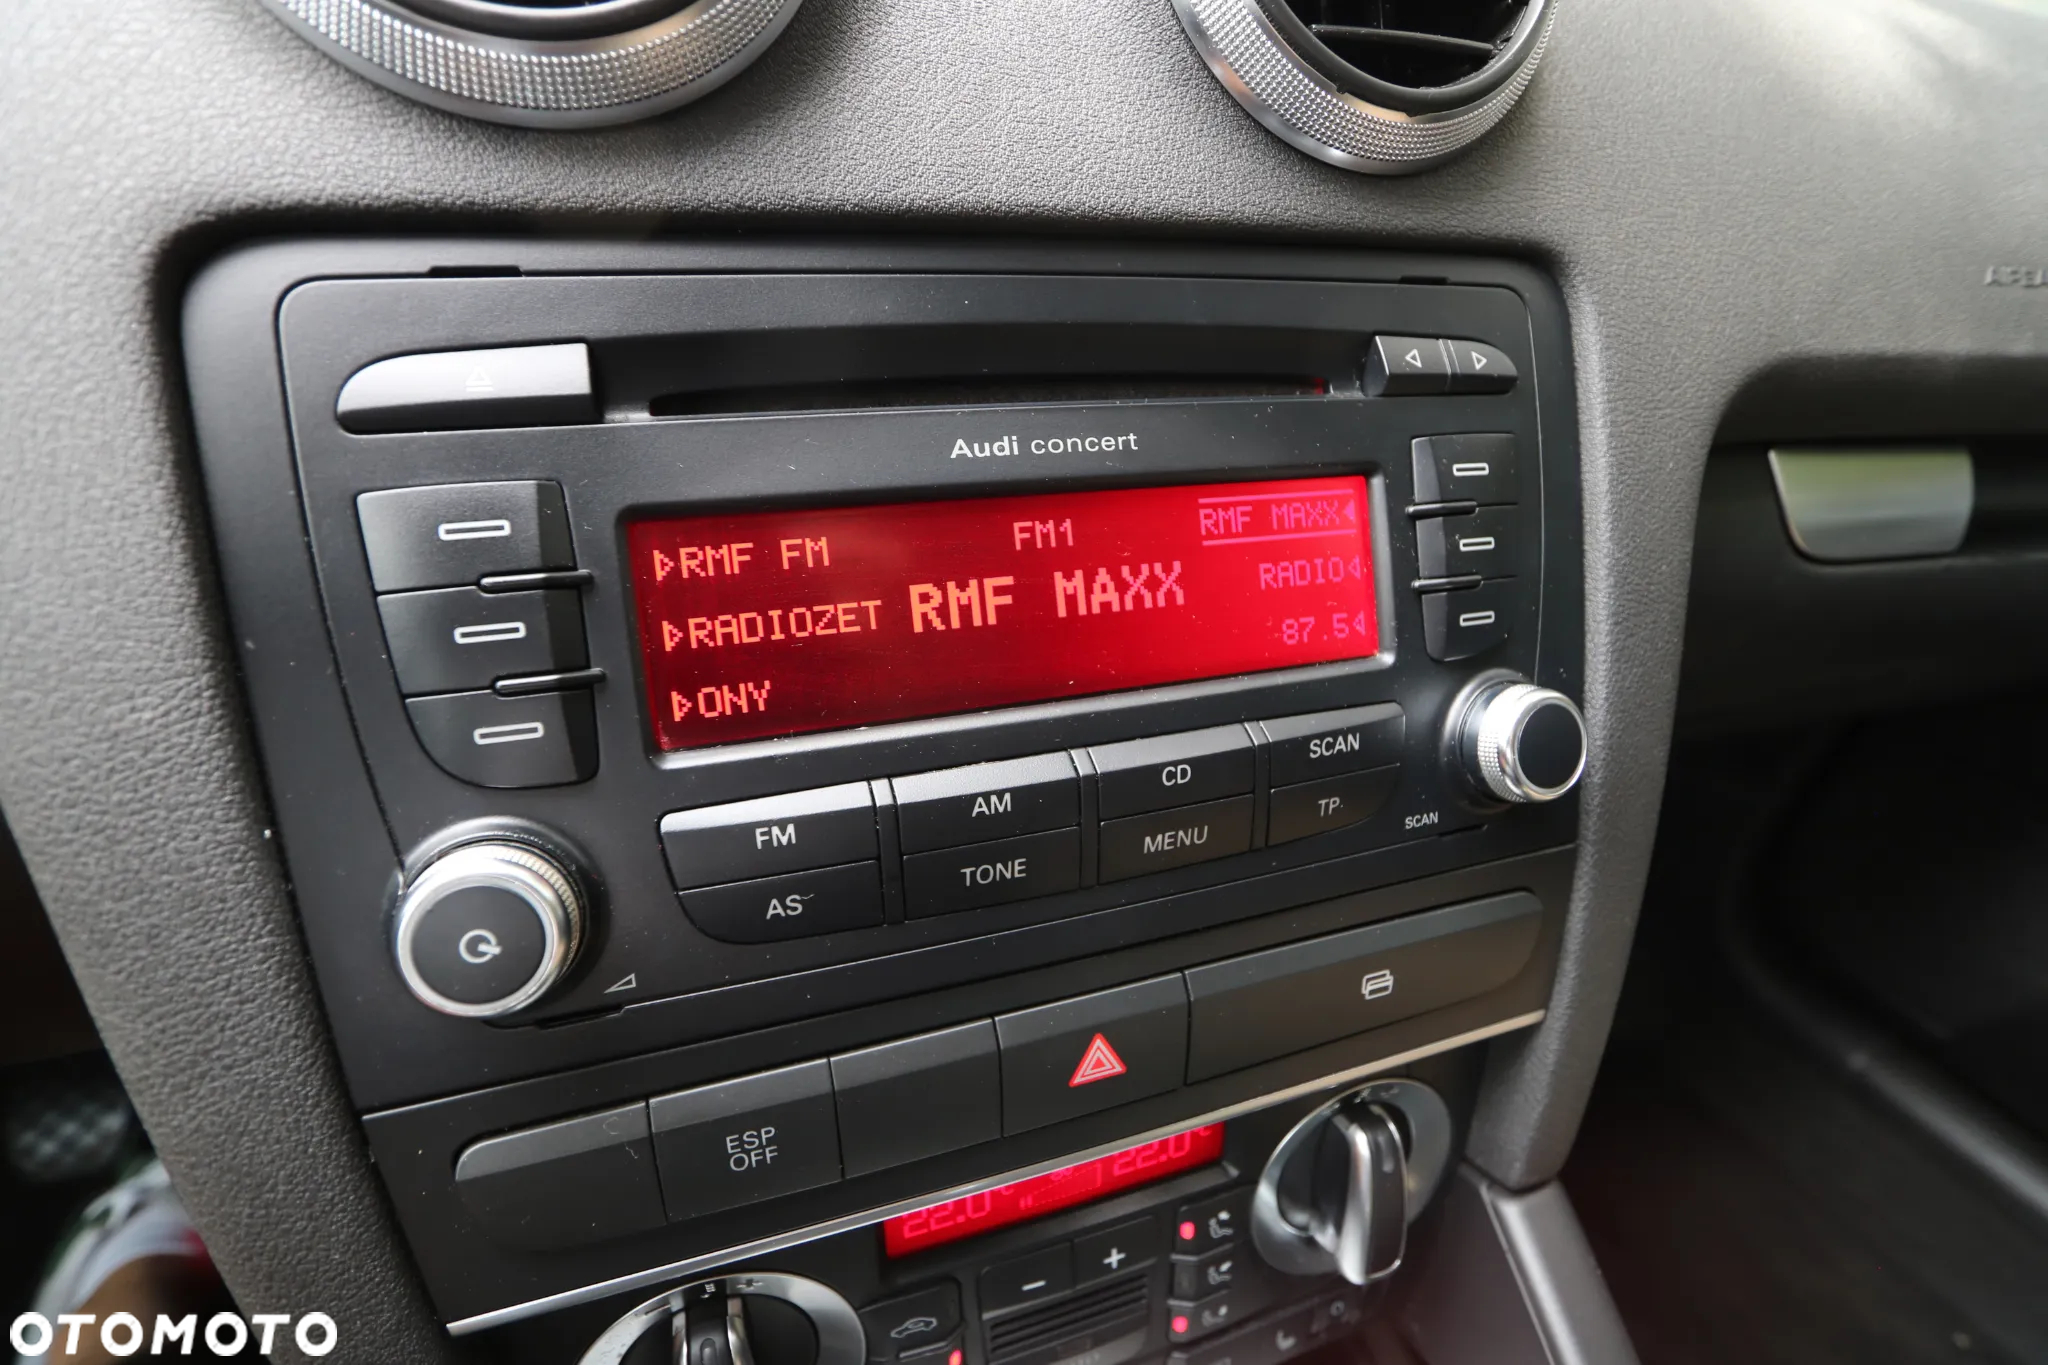 Audi concert
RMF FM
FM1
RMF MAXX
RADIOZET
RMF MAXX
RADIO
ONY
87.5
FM
AM
CD
SCAN
AS
TONE
MENU
TP
SCAN
ESP
OFF
22.0°C
22.0°C
OTOMOTO